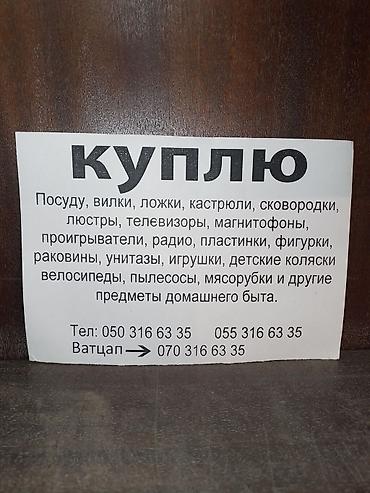 куплю
Посуду, вилки, ложки, кастрюли, сковородки,
люстры, телевизоры, магнитофоны,
проигрыватели, радио, пластинки, фигурки,
раковины, унитазы, игрушки, детские коляски
велосипеды, пылесосы, мясорубки и другие
предметы домашнего быта.
Тел: 050 316 63 35 055 316 63 35
Ватцап → 070 316 63 35